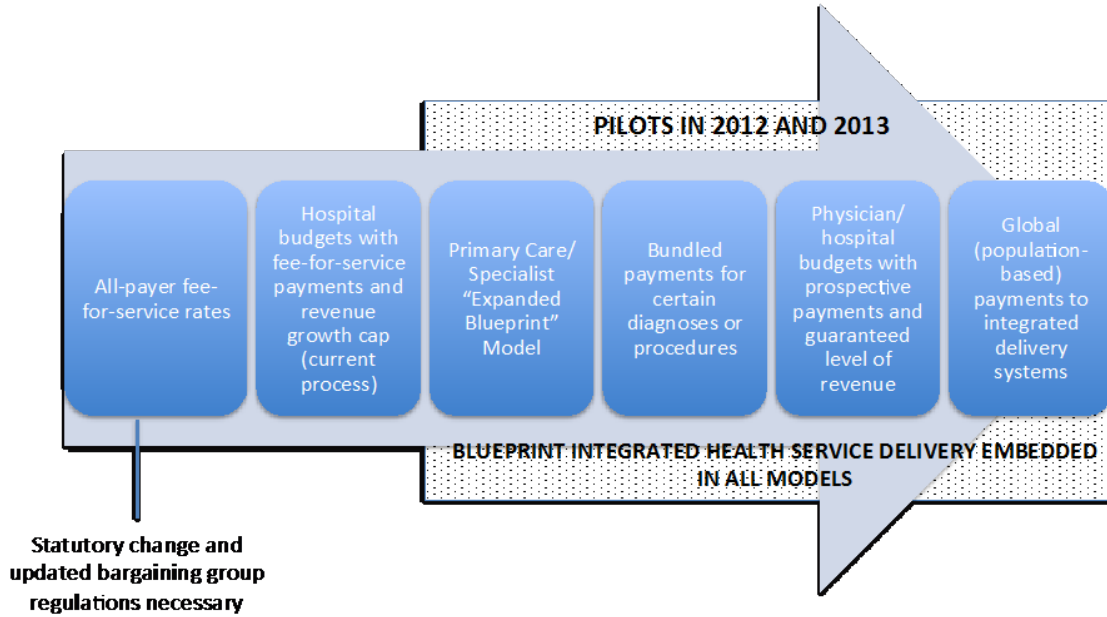 PILOTS IN 2012 AND 2013
All-payer fee-
for-service rates
Hospital
budgets with
fee-for-service
payments and
revenue
growth cap
(current
process)
Primary Care/
Specialist
“Expanded
Blueprint”
Model
Bundled
payments for
certain
diagnoses or
procedures
Physician/
hospital
budgets with
prospective
payments and
guaranteed
level of
revenue
Global
(population-
based)
payments to
integrated
delivery
systems
BLUEPRINT INTEGRATED HEALTH SERVICE DELIVERY EMBEDDED
IN ALL MODELS
Statutory change and
updated bargaining group
regulations necessary